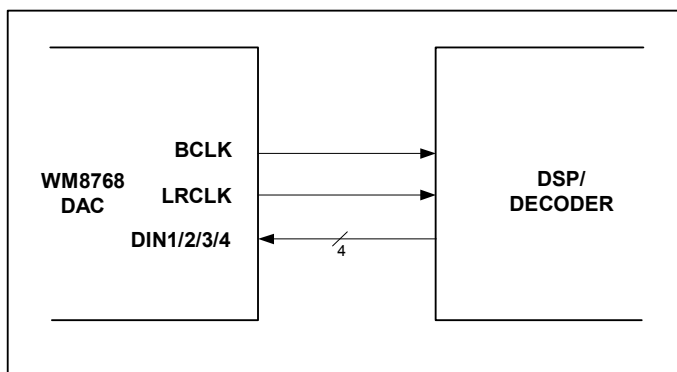 WM8768
DAC
BCLK
LRCLK
DIN1/2/3/4
4
DSP/
DECODER